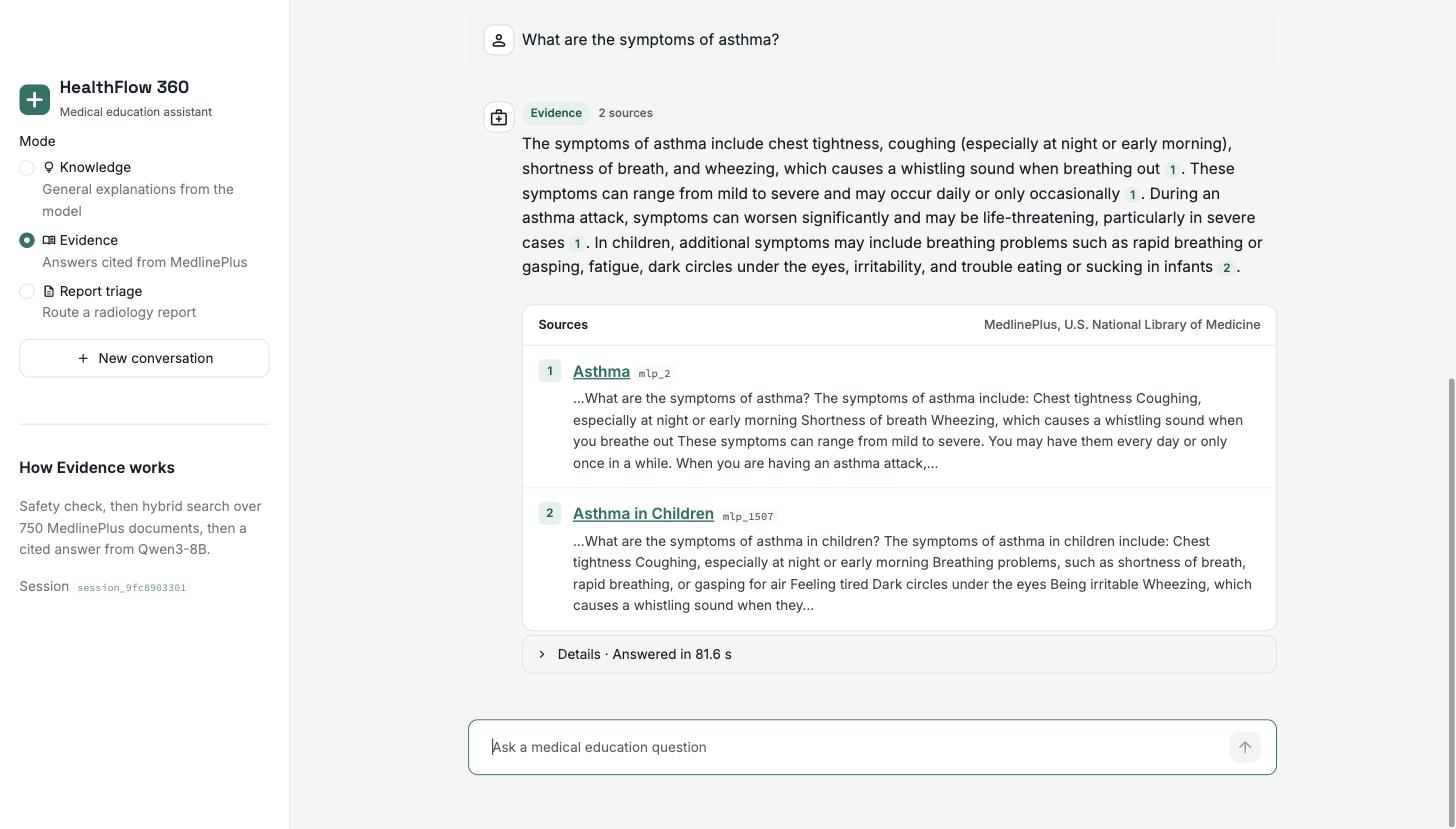 HealthFlow 360
Medical education assistant
Mode
Knowledge
General explanations from the
model
Evidence
Answers cited from MedlinePlus
Report triage
Route a radiology report
New conversation
How Evidence works
Safety check, then hybrid search over
750 MedlinePlus documents, then a
cited answer from Qwen3-8B.
Session session_9fc8903301
What are the symptoms of asthma?
Evidence 2 sources
The symptoms of asthma include chest tightness, coughing (especially at night or early morning),
shortness of breath, and wheezing, which causes a whistling sound when breathing out 1. These
symptoms can range from mild to severe and may occur daily or only occasionally 1. During an
asthma attack, symptoms can worsen significantly and may be life-threatening, particularly in severe
cases 1. In children, additional symptoms may include breathing problems such as rapid breathing or
gasping, fatigue, dark circles under the eyes, irritability, and trouble eating or sucking in infants 2.
Sources MedlinePlus, U.S. National Library of Medicine
1 Asthma mlp_2
...What are the symptoms of asthma? The symptoms of asthma include: Chest tightness Coughing,
especially at night or early morning Shortness of breath Wheezing, which causes a whistling sound when
you breathe out These symptoms can range from mild to severe. You may have them every day or only
once in a while. When you are having an asthma attack,...
2 Asthma in Children mlp_1507
...What are the symptoms of asthma in children? The symptoms of asthma in children include: Chest
tightness Coughing, especially at night or early morning Breathing problems, such as shortness of breath,
rapid breathing, or gasping for air Feeling tired Dark circles under the eyes Being irritable Wheezing, which
causes a whistling sound when they...
Details · Answered in 81.6 s
Ask a medical education question